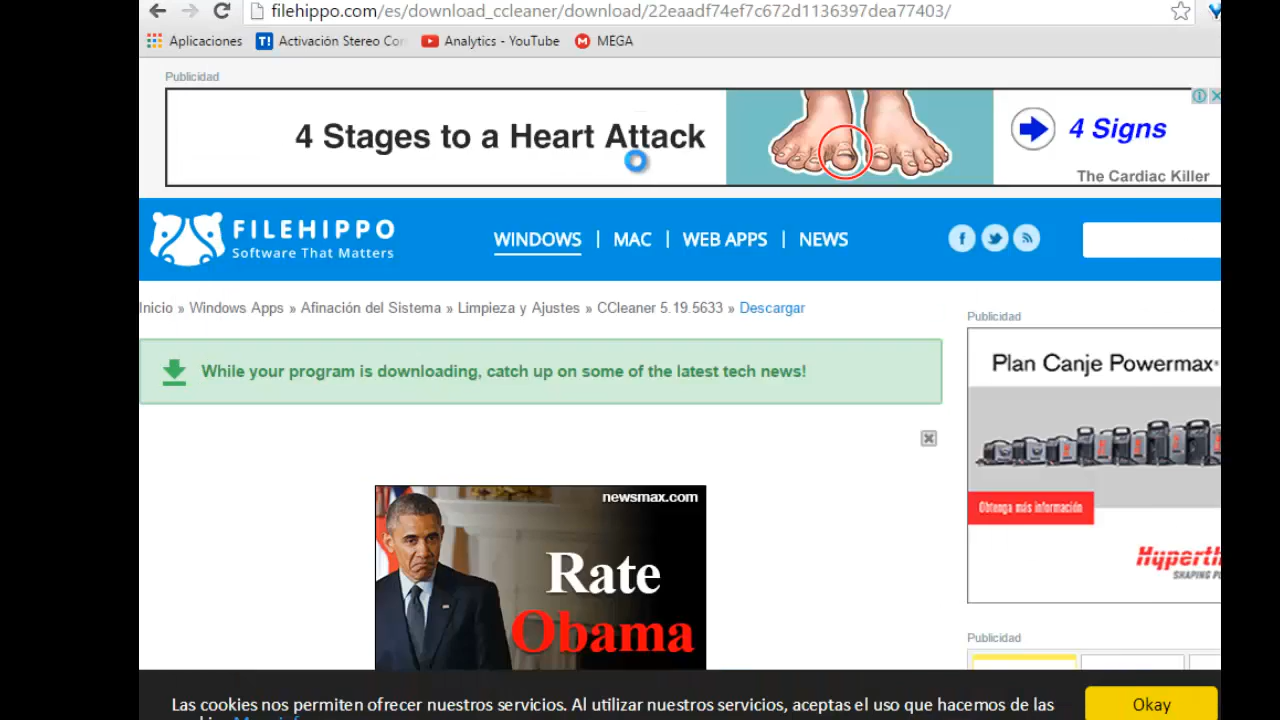 filehippo.com/es/download_ccleaner/download/22eaadf74ef7c672d1136397dea77403/
Aplicaciones
T!
Activación Stereo Co
Analytics - YouTube
M
MEGA
Publicidad
4 Stages to a Heart Attack
4 Signs
The Cardiac Killer
FILEHIPPO
Software That Matters
WINDOWS | MAC | WEB APPS | NEWS
Inicio » Windows Apps » Afinación del Sistema » Limpieza y Ajustes » CCleaner 5.19.5633 » Descargar
While your program is downloading, catch up on some of the latest tech news!
Publicidad
Plan Canje Powermax
Obtenga más información
Hyperth
SHAPING
newsmax.com
Rate
Obama
Publicidad
Las cookies nos permiten ofrecer nuestros servicios. Al utilizar nuestros servicios, aceptas el uso que hacemos de las
Okay